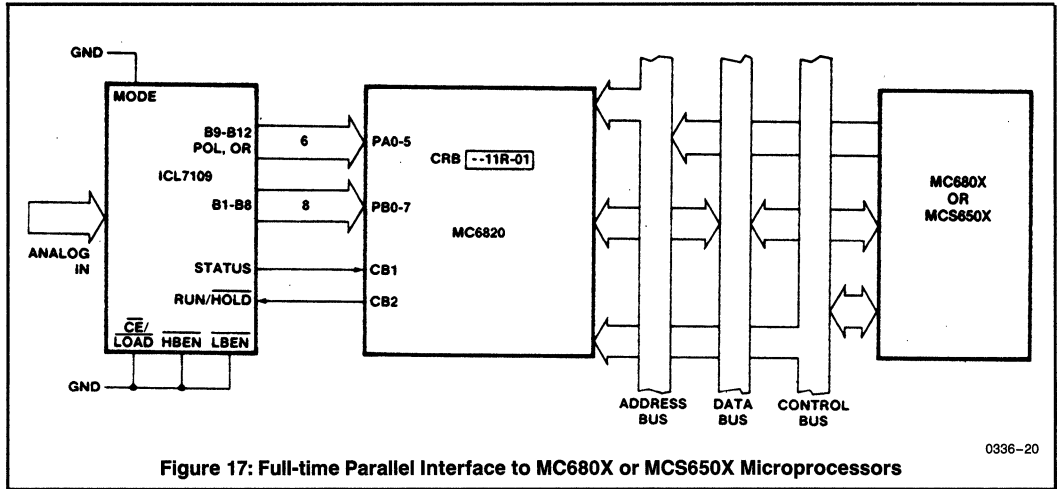 GND
MODE
B9-B12
POL, OR
6
PA0-5
CRB --11R-01
ICL7109
B1-B8
8
PB0-7
MC6820
MC680X
OR
MCS650X
ANALOG
IN
STATUS
CB1
RUN/HOLD
CB2
CE/
LOAD HBEN LBEN
GND
ADDRESS
BUS
DATA
BUS
CONTROL
BUS
0336-20
Figure 17: Full-time Parallel Interface to MC680X or MCS650X Microprocessors